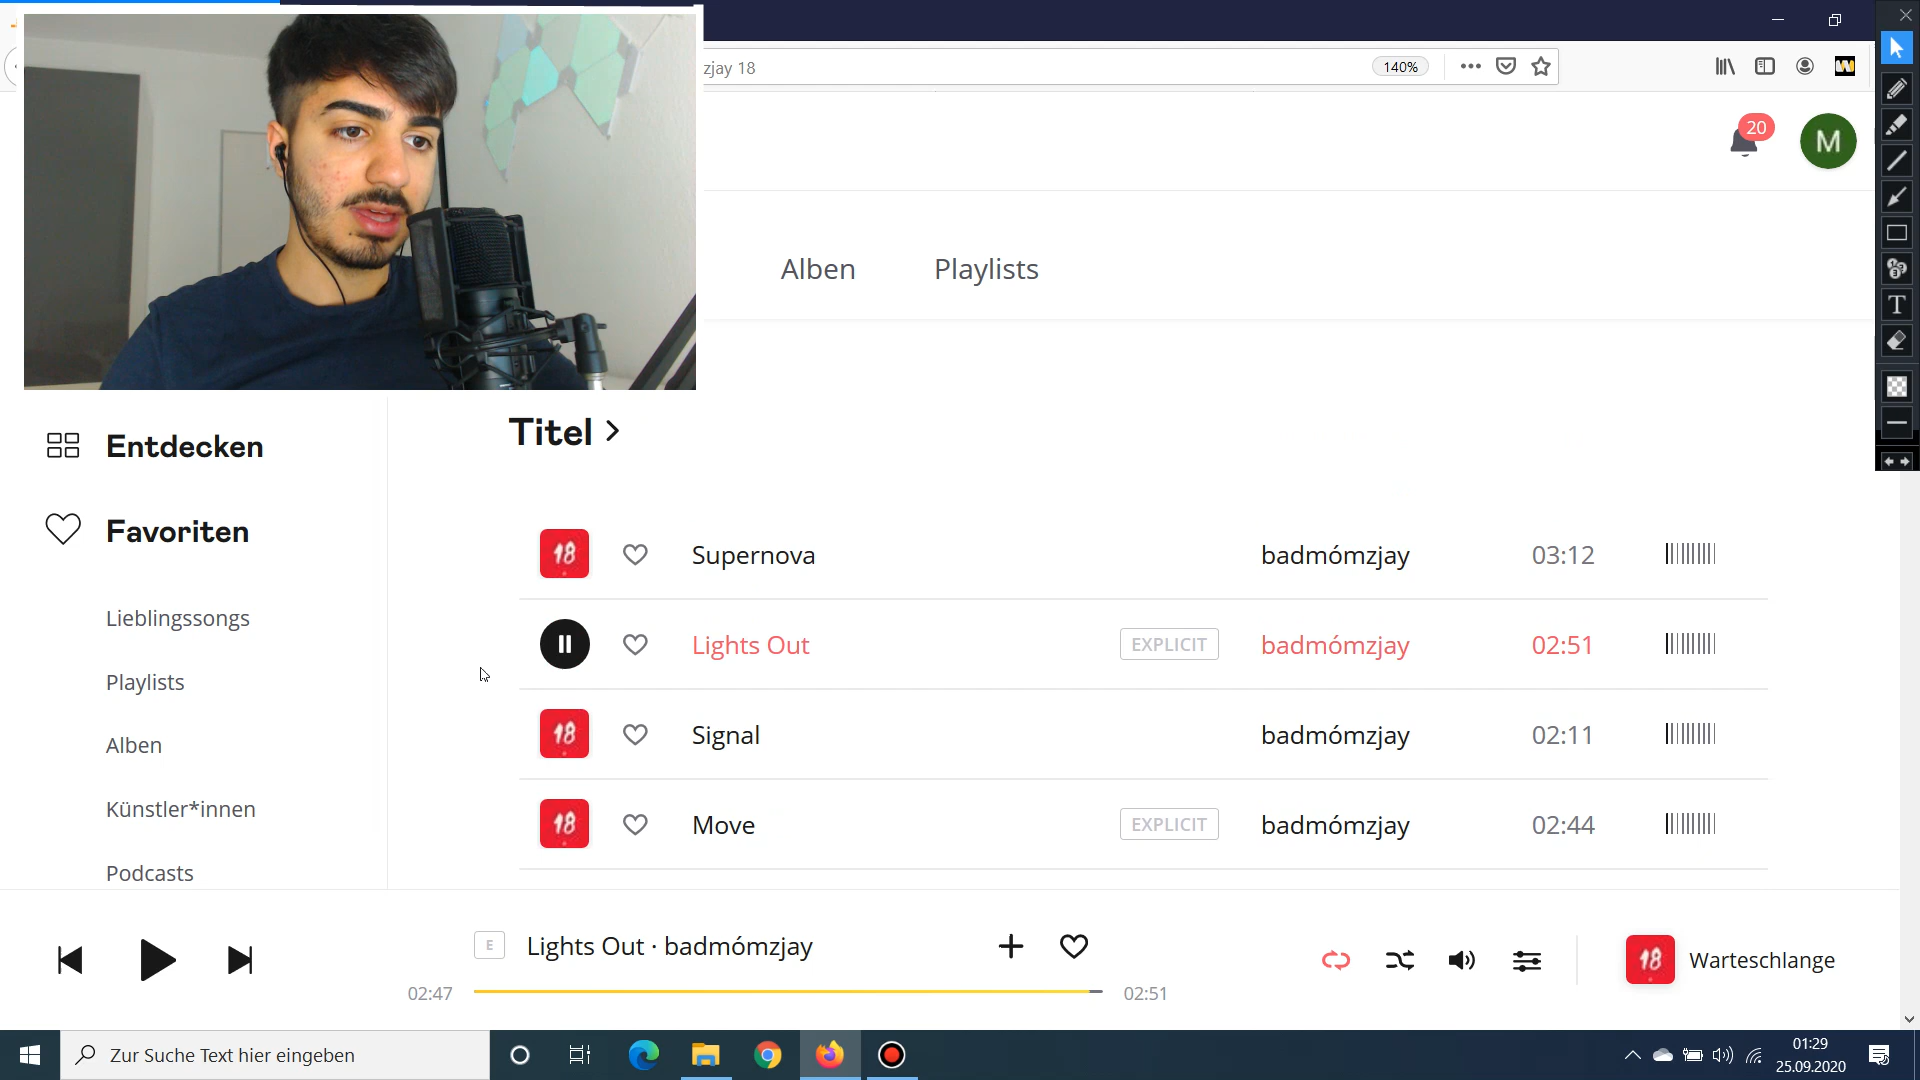 zjay 18
140%
20
M
Alben
Playlists
Titel
Entdecken
Favoriten
Lieblingssongs
Playlists
Alben
Künstler*innen
Podcasts
18
Supernova
badmómzjay
03:12
Lights Out
EXPLICIT
badmómzjay
02:51
18
Signal
badmómzjay
02:11
18
Move
EXPLICIT
badmómzjay
02:44
E
Lights Out · badmómzjay
02:47
02:51
18
Warteschlange
Zur Suche Text hier eingeben
01:29
25.09.2020
T